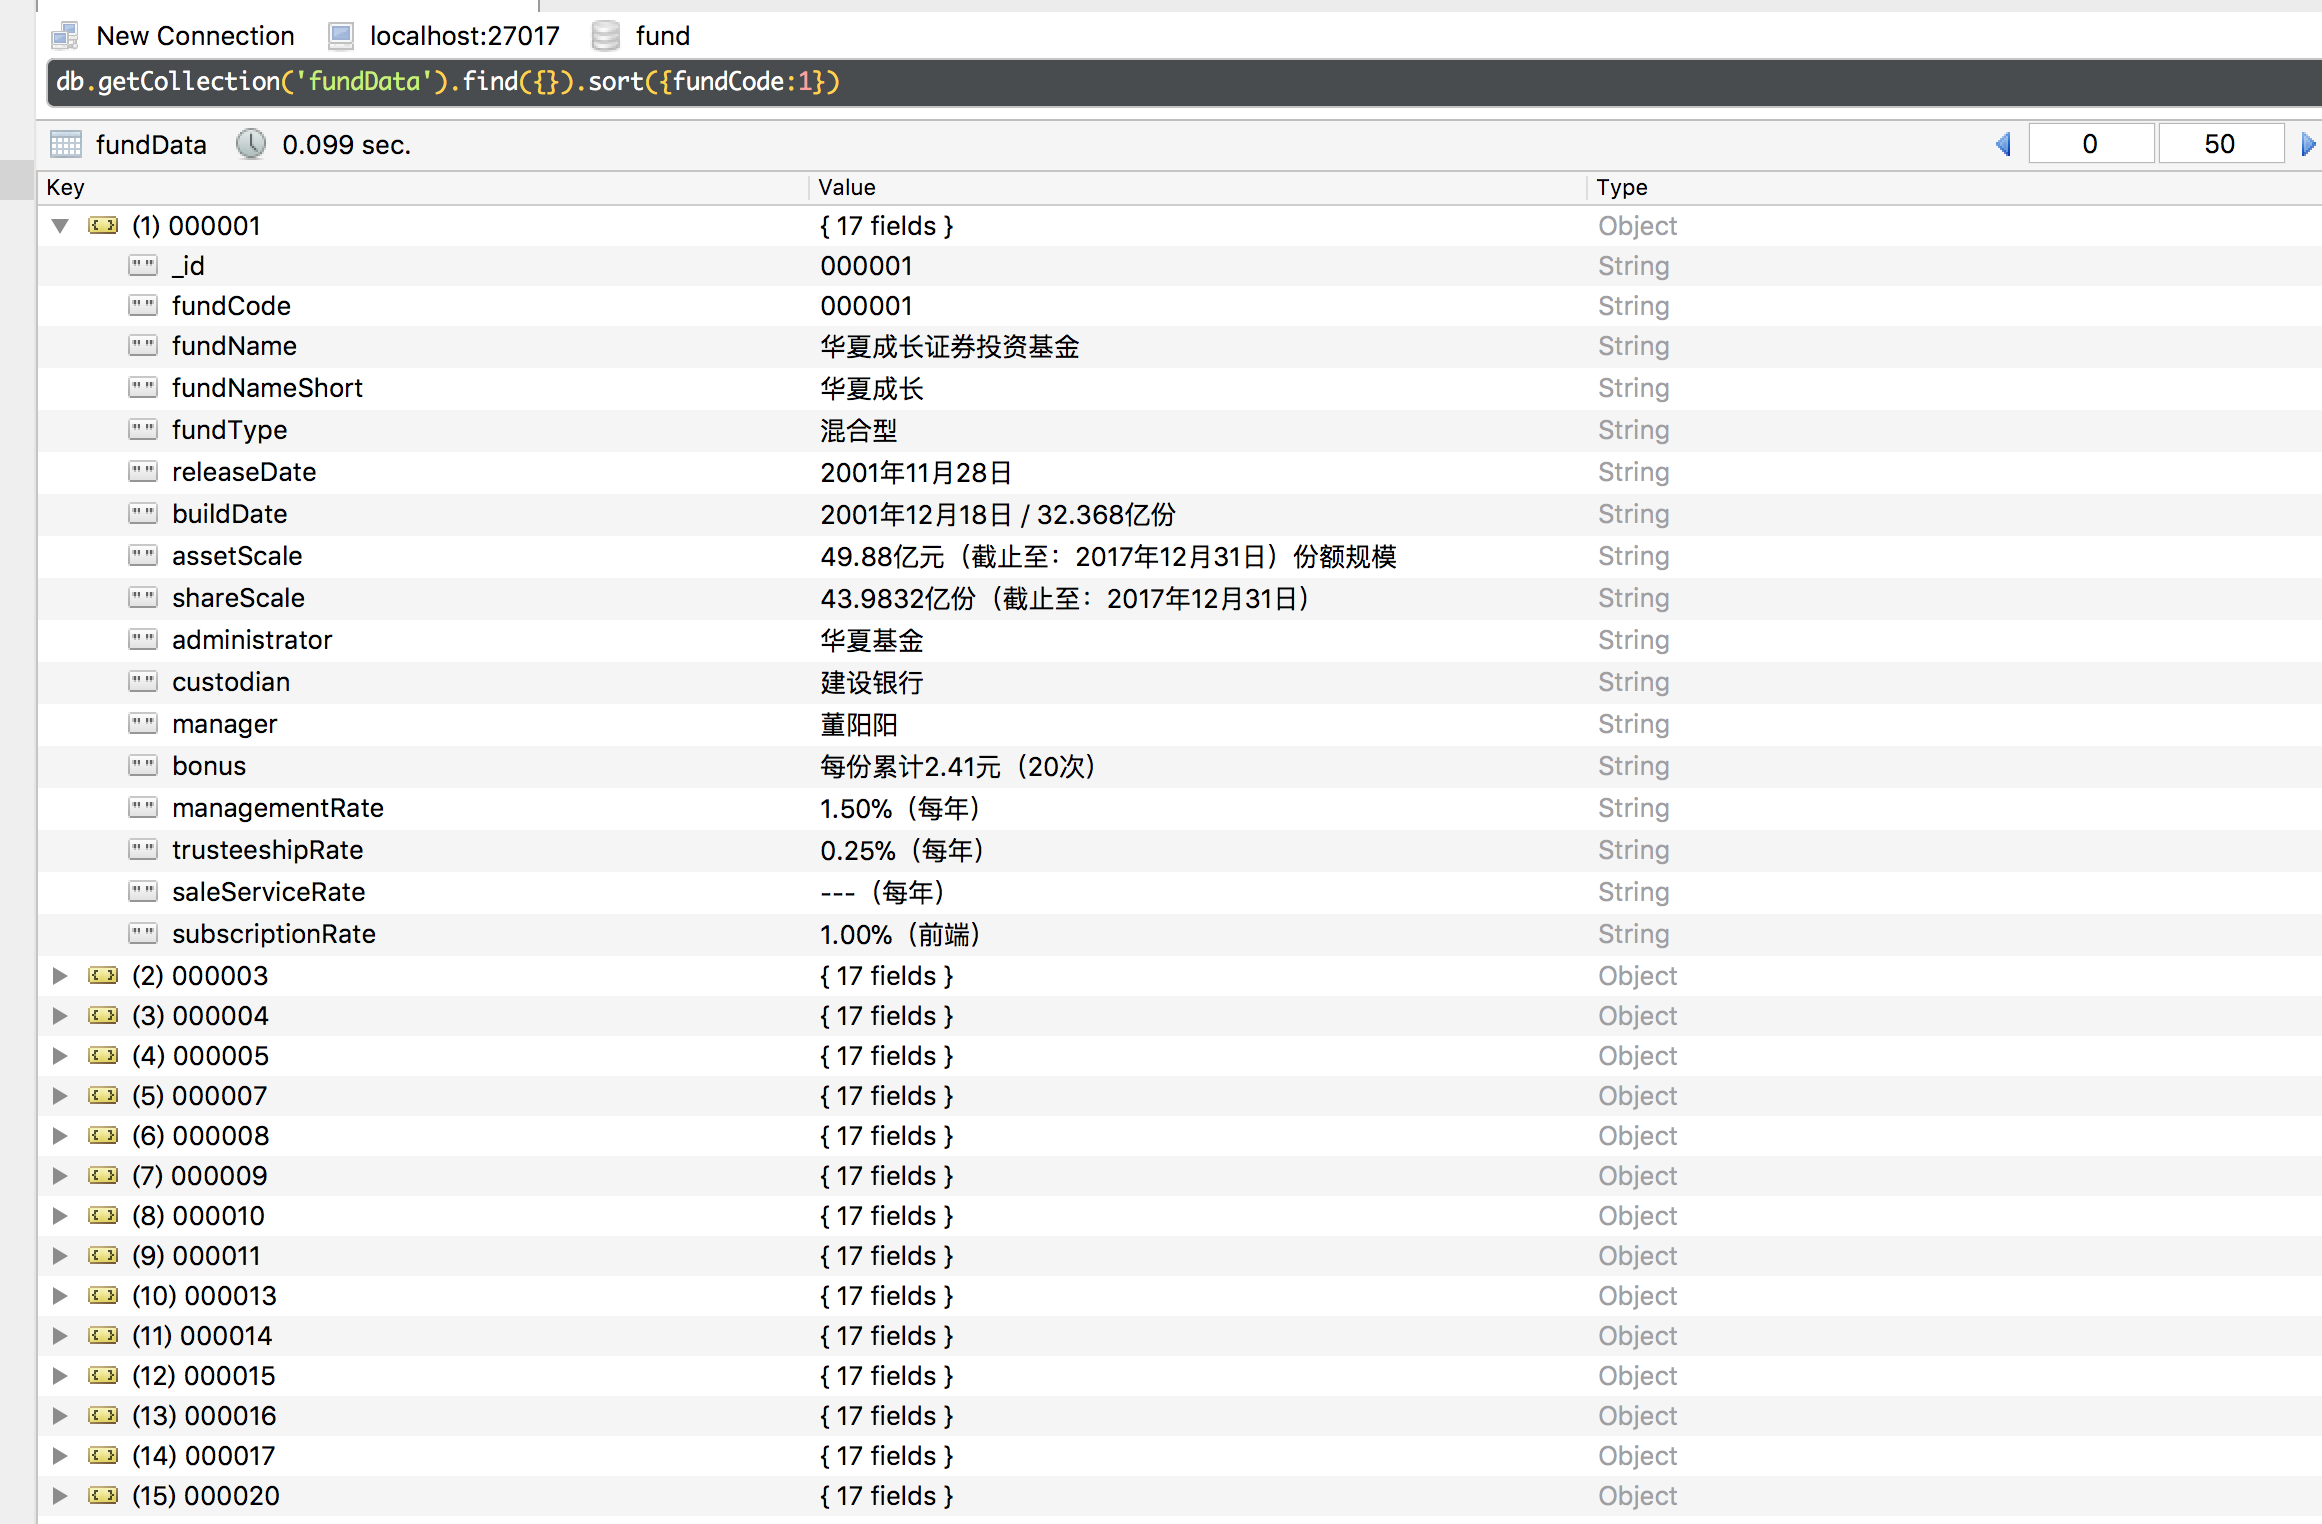 New Connection localhost:27017 fund
db.getCollection('fundData').find({}).sort({fundCode:1})
fundData 0.099 sec. 0 50
Key Value Type
(1) 000001 { 17 fields } Object
_id 000001 String
fundCode 000001 String
fundName 华夏成长证券投资基金 String
fundNameShort 华夏成长 String
fundType 混合型 String
releaseDate 2001年11月28日 String
buildDate 2001年12月18日 / 32.368亿份 String
assetScale 49.88亿元（截止至：2017年12月31日）份额规模 String
shareScale 43.9832亿份（截止至：2017年12月31日） String
administrator 华夏基金 String
custodian 建设银行 String
manager 董阳阳 String
bonus 每份累计2.41元（20次） String
managementRate 1.50%（每年） String
trusteeshipRate 0.25%（每年） String
saleServiceRate ---（每年） String
subscriptionRate 1.00%（前端） String
(2) 000003 { 17 fields } Object
(3) 000004 { 17 fields } Object
(4) 000005 { 17 fields } Object
(5) 000007 { 17 fields } Object
(6) 000008 { 17 fields } Object
(7) 000009 { 17 fields } Object
(8) 000010 { 17 fields } Object
(9) 000011 { 17 fields } Object
(10) 000013 { 17 fields } Object
(11) 000014 { 17 fields } Object
(12) 000015 { 17 fields } Object
(13) 000016 { 17 fields } Object
(14) 000017 { 17 fields } Object
(15) 000020 { 17 fields } Object